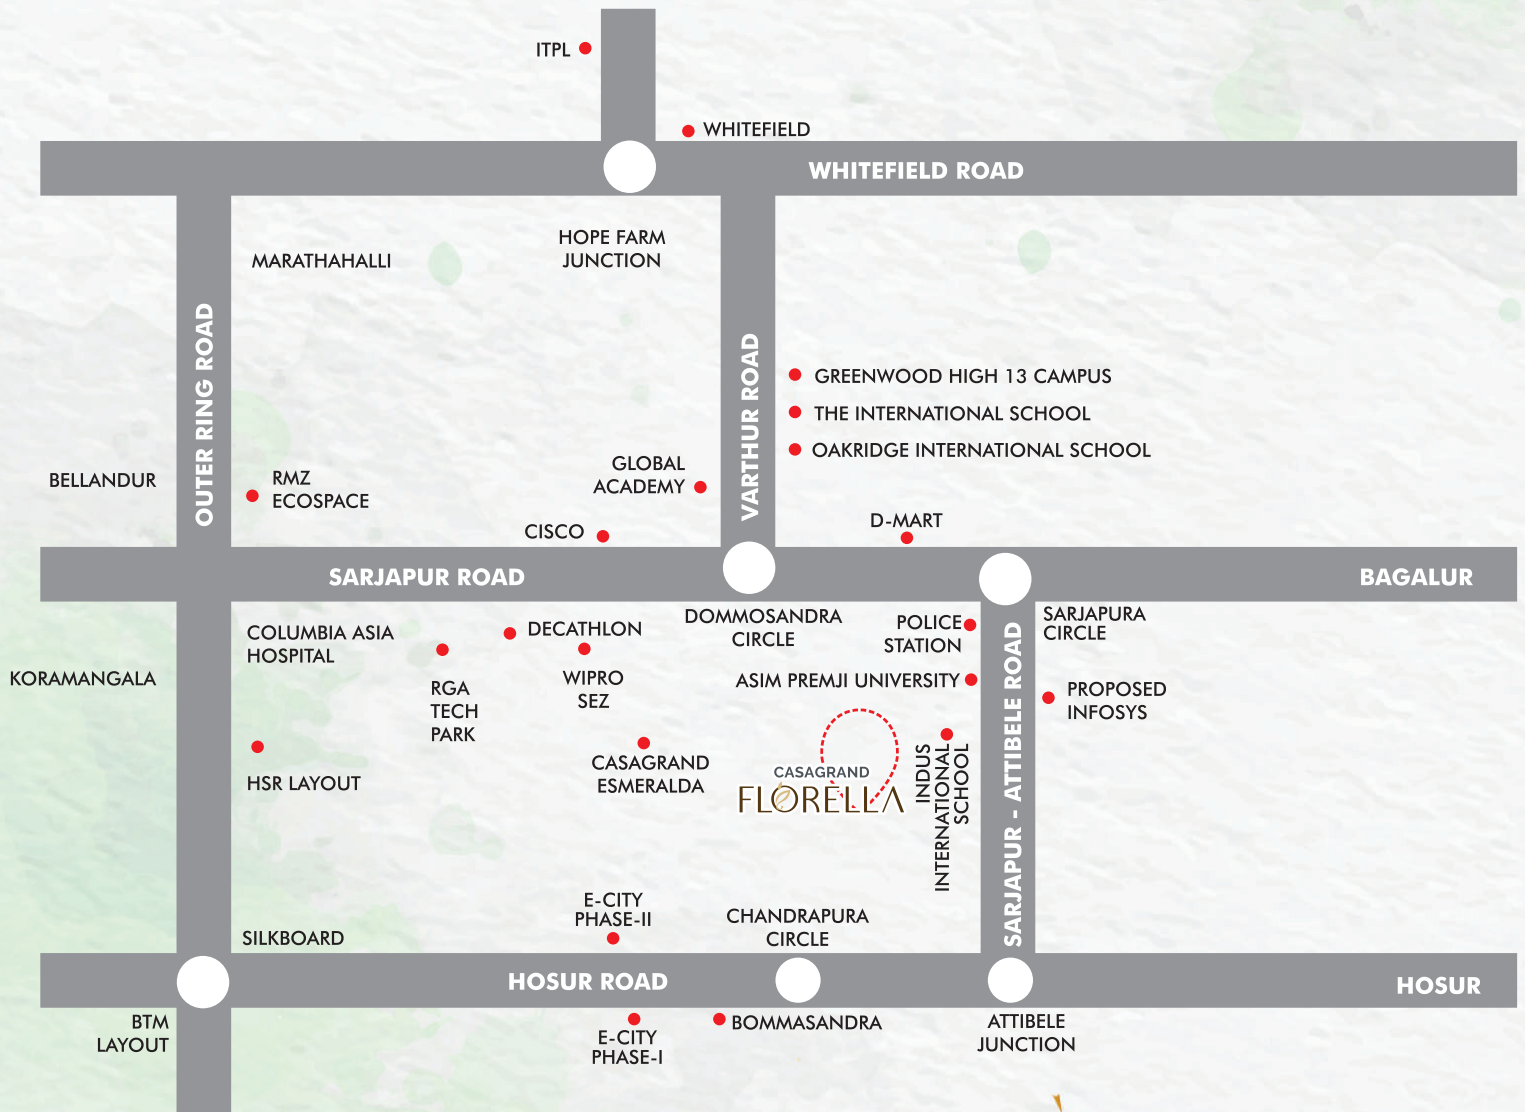 ITPL
WHITEFIELD
WHITEFIELD ROAD
HOPE FARM
JUNCTION
MARATHAHALLI
OUTER RING ROAD
VARTHUR ROAD
GREENWOOD HIGH 13 CAMPUS
THE INTERNATIONAL SCHOOL
OAKRIDGE INTERNATIONAL SCHOOL
BELLANDUR
RMZ
ECOSPACE
GLOBAL
ACADEMY
CISCO
D-MART
SARJAPUR ROAD
BAGALUR
COLUMBIA ASIA
HOSPITAL
DECATHLON
DOMMOSANDRA
CIRCLE
POLICE
STATION
SARJAPURA
CIRCLE
KORAMANGALA
RGA
TECH
PARK
WIPRO
SEZ
ASIM PREMJI UNIVERSITY
PROPOSED
INFOSYS
HSR LAYOUT
CASAGRAND
ESMERALDA
CASAGRAND
FLORELLA
INDUS
INTERNATIONAL
SCHOOL
SARJAPUR - ATTIBELE ROAD
SILKBOARD
E-CITY
PHASE-II
CHANDRAPURA
CIRCLE
HOSUR ROAD
HOSUR
BTM
LAYOUT
E-CITY
PHASE-I
BOMMASANDRA
ATTIBELE
JUNCTION